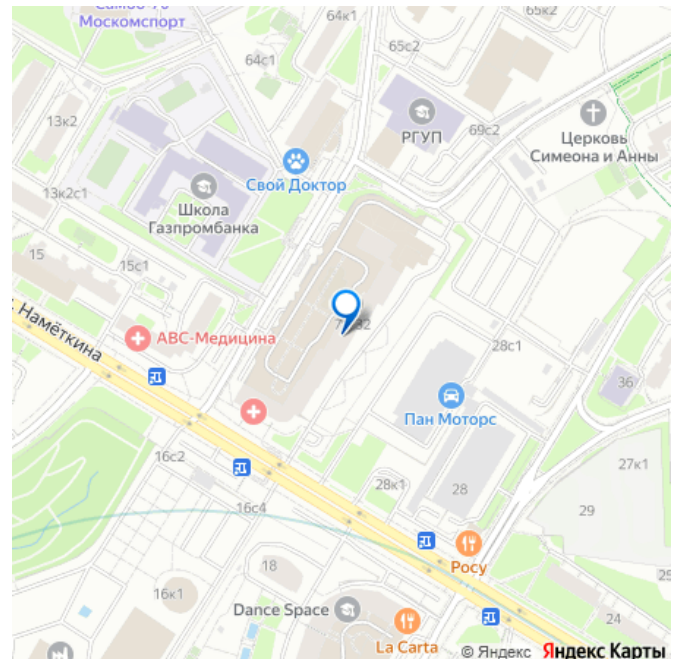 Самбо-70
Москомспорт
64к1
65к2
65с2
64с1
13к2
РГУП
69с2
Церковь
Симеона и Анны
Свой Доктор
13к2с1
Школа
Газпромбанка
15
15с1
. Намёткина
АВС-Медицина
28с1
36
Пан Моторс
16с2
27к1
28к1
28
16с4
29
18
Росу
16к1
Dance Space
24
La Carta
© Яндекс Яндекс Карты